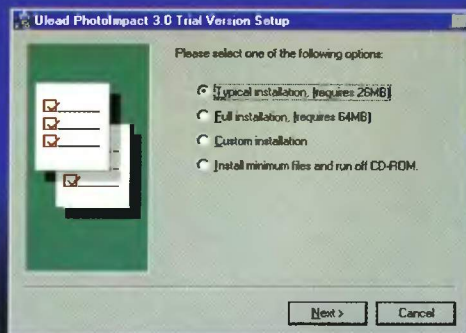 Ulead PhotoImpact 3.0 Trial Version Setup
Please select one of the following options:
Typical installation, [requires 26MB]
Full installation, [requires 64MB]
Custom installation
Install minimum files and run off CD-ROM.
Next >
Cancel